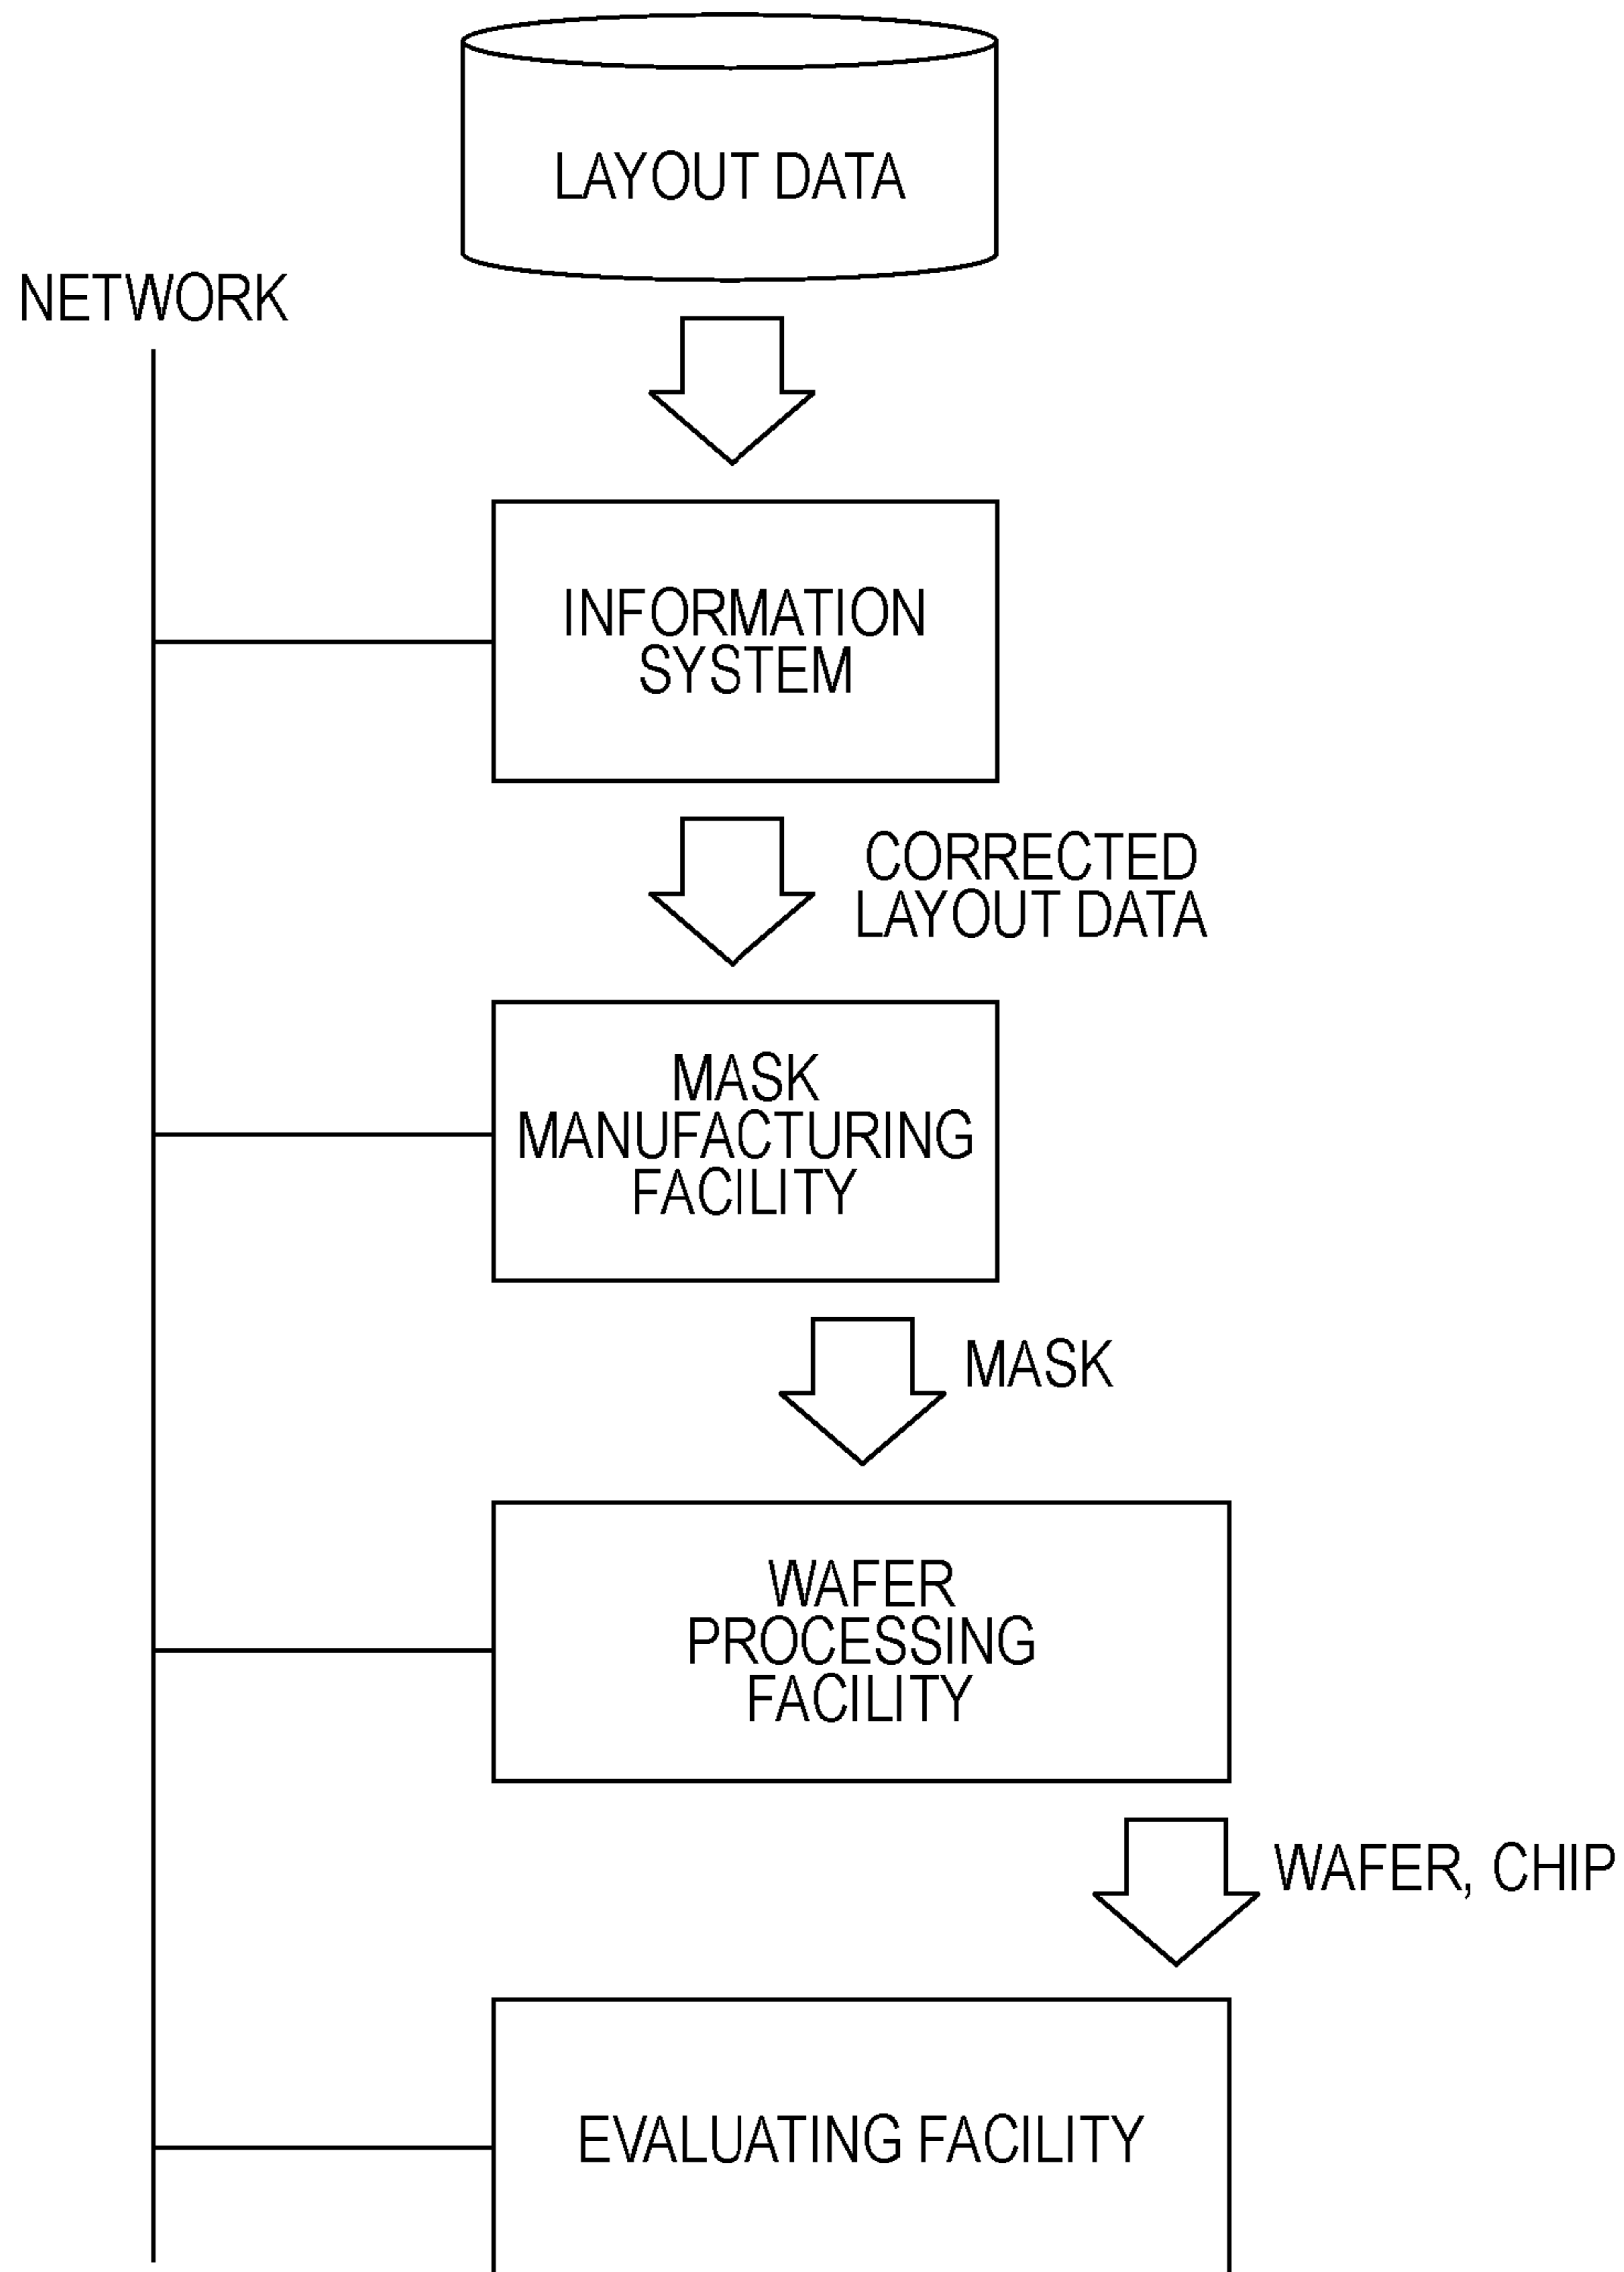 LAYOUT DATA
NETWORK
INFORMATION
SYSTEM
CORRECTED
LAYOUT DATA
MASK
MANUFACTURING
FACILITY
MASK
WAFER
PROCESSING
FACILITY
WAFER, CHIP
EVALUATING FACILITY